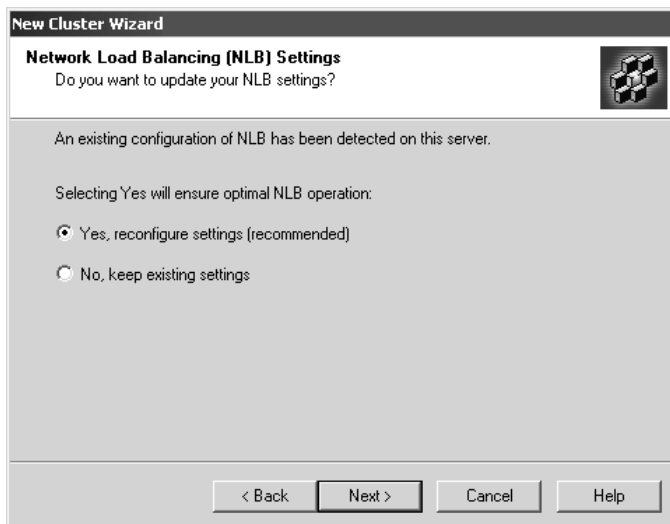 New Cluster Wizard
Network Load Balancing (NLB) Settings
Do you want to update your NLB settings?
An existing configuration of NLB has been detected on this server.
Selecting Yes will ensure optimal NLB operation:
Yes, reconfigure settings (recommended)
No, keep existing settings
< Back Next > Cancel Help